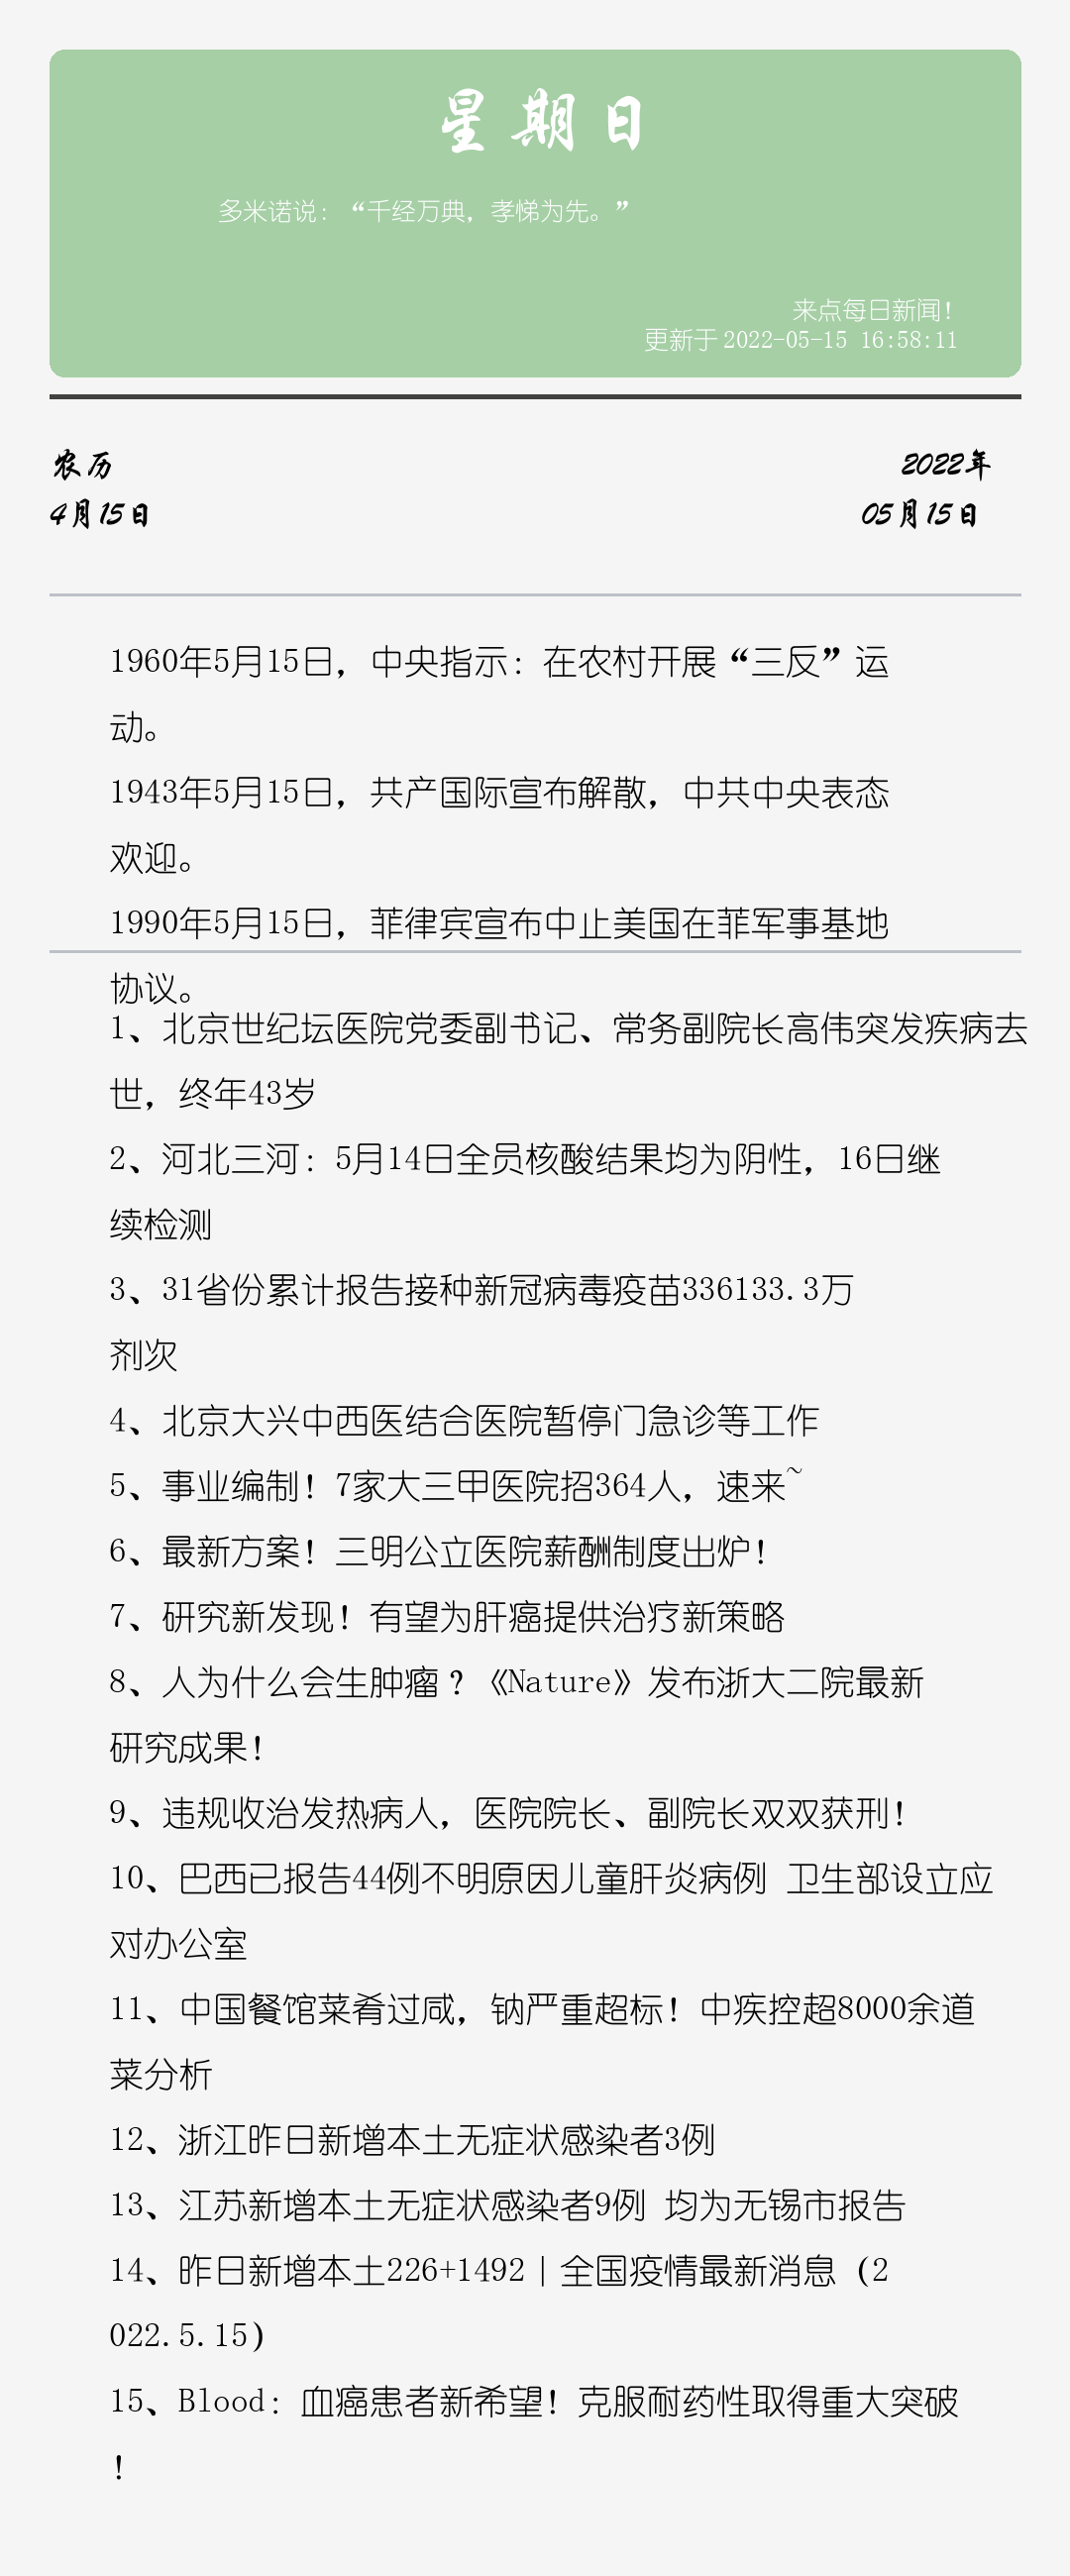 星期日
多米诺说：“千经万典，孝悌为先。”
来点每日新闻！
更新于 2022-05-15 16:58:11
农历
2022年
4月15日
05月15日
1960年5月15日，中央指示：在农村开展“三反”运
动。
1943年5月15日，共产国际宣布解散，中共中央表态
欢迎。
1990年5月15日，菲律宾宣布中止美国在菲军事基地
协议。
1、北京世纪坛医院党委副书记、常务副院长高伟突发疾病去
世，终年43岁
2、河北三河：5月14日全员核酸结果均为阴性，16日继
续检测
3、31省份累计报告接种新冠病毒疫苗336133.3万
剂次
4、北京大兴中西医结合医院暂停门急诊等工作
5、事业编制！7家大三甲医院招364人，速来~
6、最新方案！三明公立医院薪酬制度出炉！
7、研究新发现！有望为肝癌提供治疗新策略
8、人为什么会生肿瘤？《Nature》发布浙大二院最新
研究成果！
9、违规收治发热病人，医院院长、副院长双双获刑！
10、巴西已报告44例不明原因儿童肝炎病例 卫生部设立应
对办公室
11、中国餐馆菜肴过咸，钠严重超标！中疾控超8000余道
菜分析
12、浙江昨日新增本土无症状感染者3例
13、江苏新增本土无症状感染者9例 均为无锡市报告
14、昨日新增本土226+1492｜全国疫情最新消息（2
022.5.15）
15、Blood：血癌患者新希望！克服耐药性取得重大突破
！